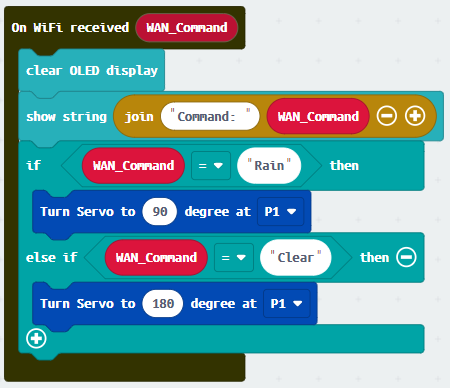 On WiFi received WAN_Command
clear OLED display
show string join "Command: " WAN_Command
if WAN_Command = "Rain" then
Turn Servo to 90 degree at P1
else if WAN_Command = "Clear" then
Turn Servo to 180 degree at P1